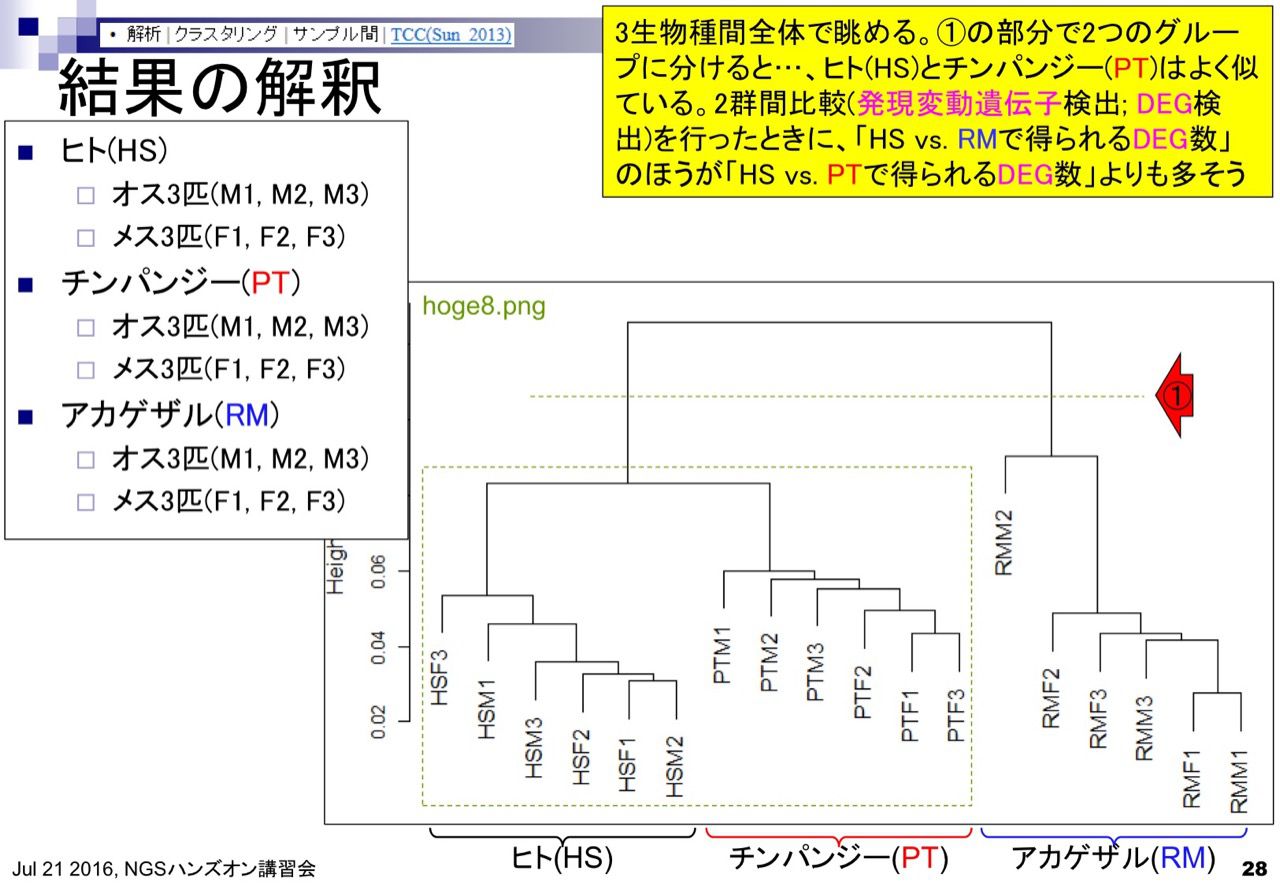 • 解析 | クラスタリング | サンプル間 | TCC(Sun_2013)
結果の解釈
3生物種間全体で眺める。①の部分で2つのグルー
プに分けると…、ヒト(HS)とチンパンジー(PT)はよく似
ている。2群間比較(発現変動遺伝子検出; DEG検
出)を行ったときに、「HS vs. RMで得られるDEG数」
のほうが「HS vs. PTで得られるDEG数」よりも多そう
ヒト(HS)
オス3匹(M1, M2, M3)
メス3匹(F1, F2, F3)
チンパンジー(PT)
オス3匹(M1, M2, M3)
メス3匹(F1, F2, F3)
アカゲザル(RM)
オス3匹(M1, M2, M3)
メス3匹(F1, F2, F3)
hoge8.png
①
Heigh
0.06
0.04
0.02
HSF3
HSM1
HSM3
HSF2
HSF1
HSM2
PTM1
PTM2
PTM3
PTF2
PTF1
PTF3
RMM2
RMF2
RMF3
RMM3
RMF1
RMM1
ヒト(HS)
チンパンジー(PT)
アカゲザル(RM)
Jul 21 2016, NGSハンズオン講習会
28